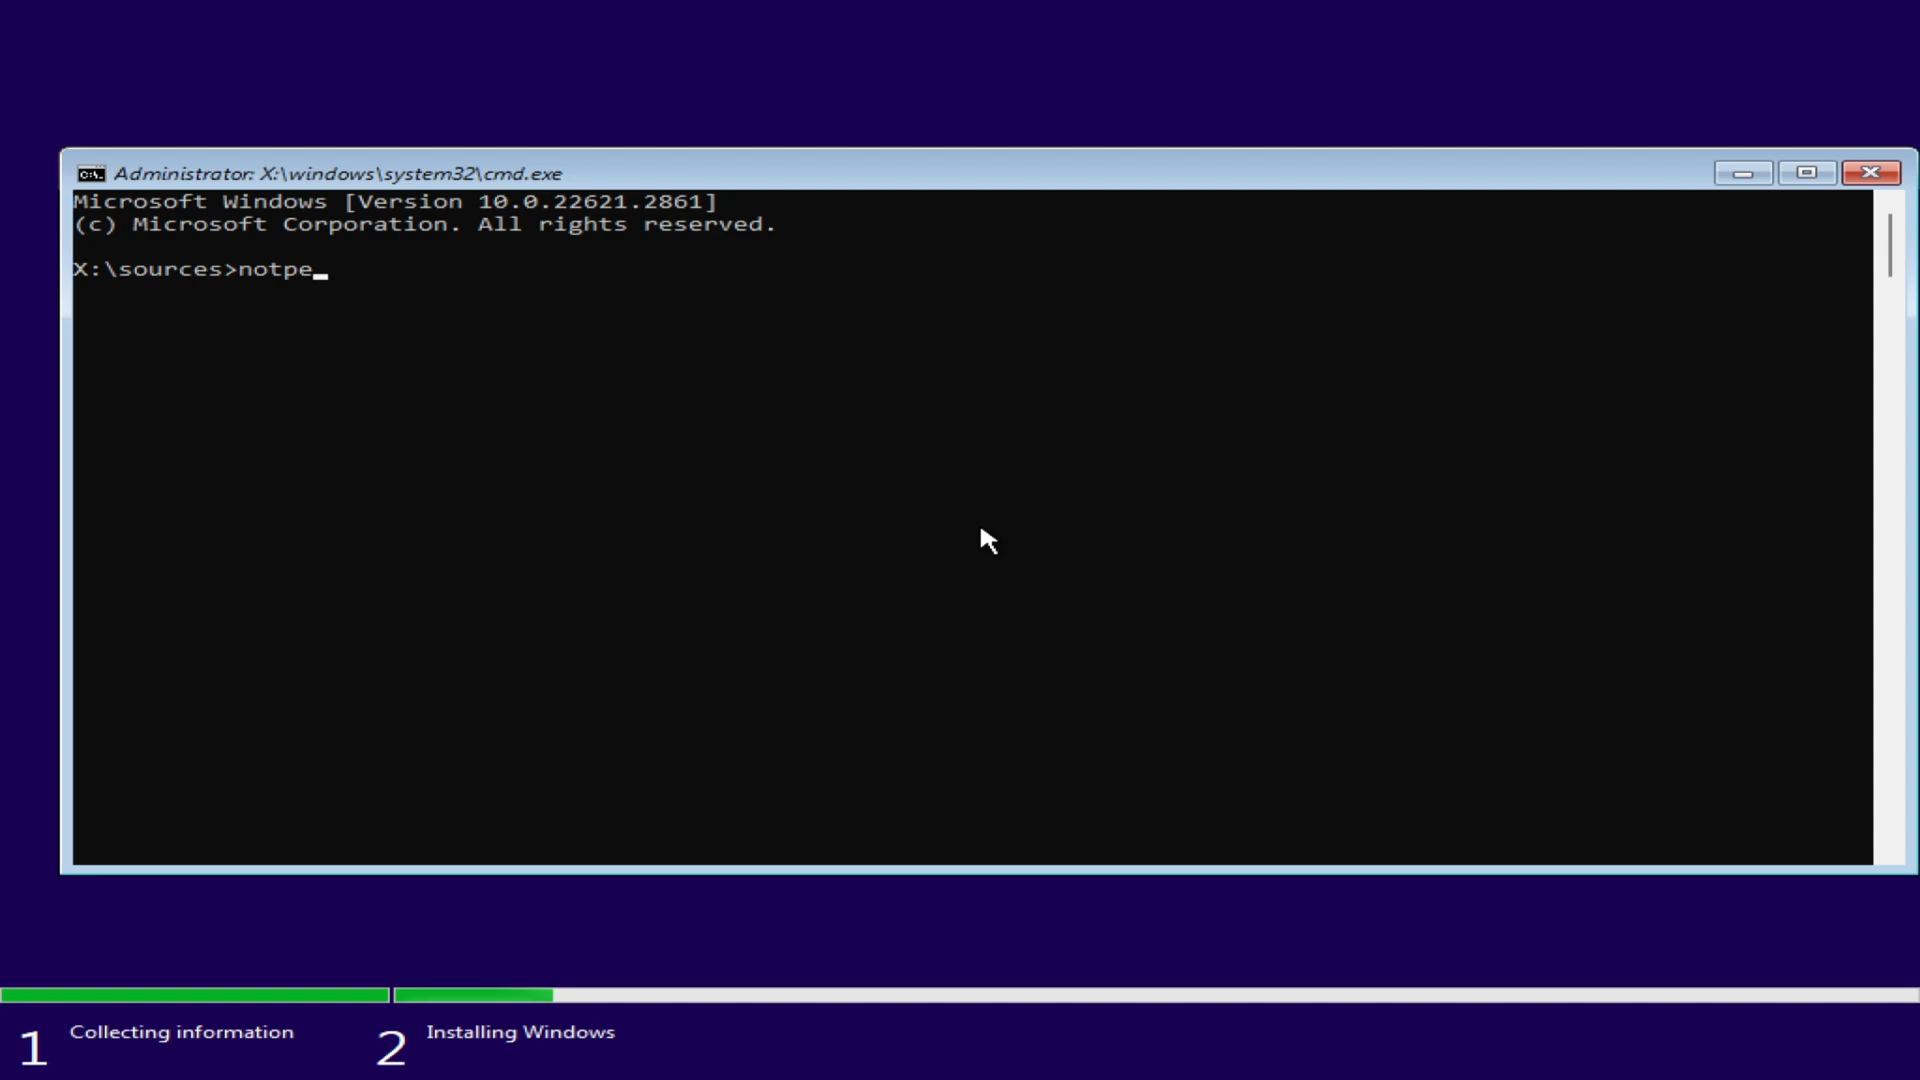 Administrator: X:\windows\system32\cmd.exe
Microsoft Windows [Version 10.0.22621.2861]
(c) Microsoft Corporation. All rights reserved.
X:\sources>notpe
1 Collecting information
2 Installing Windows